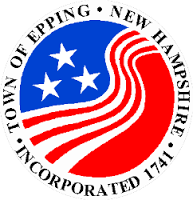 TOWN OF EPPING • NEW HAMPSHIRE
• INCORPORATED 1741 •